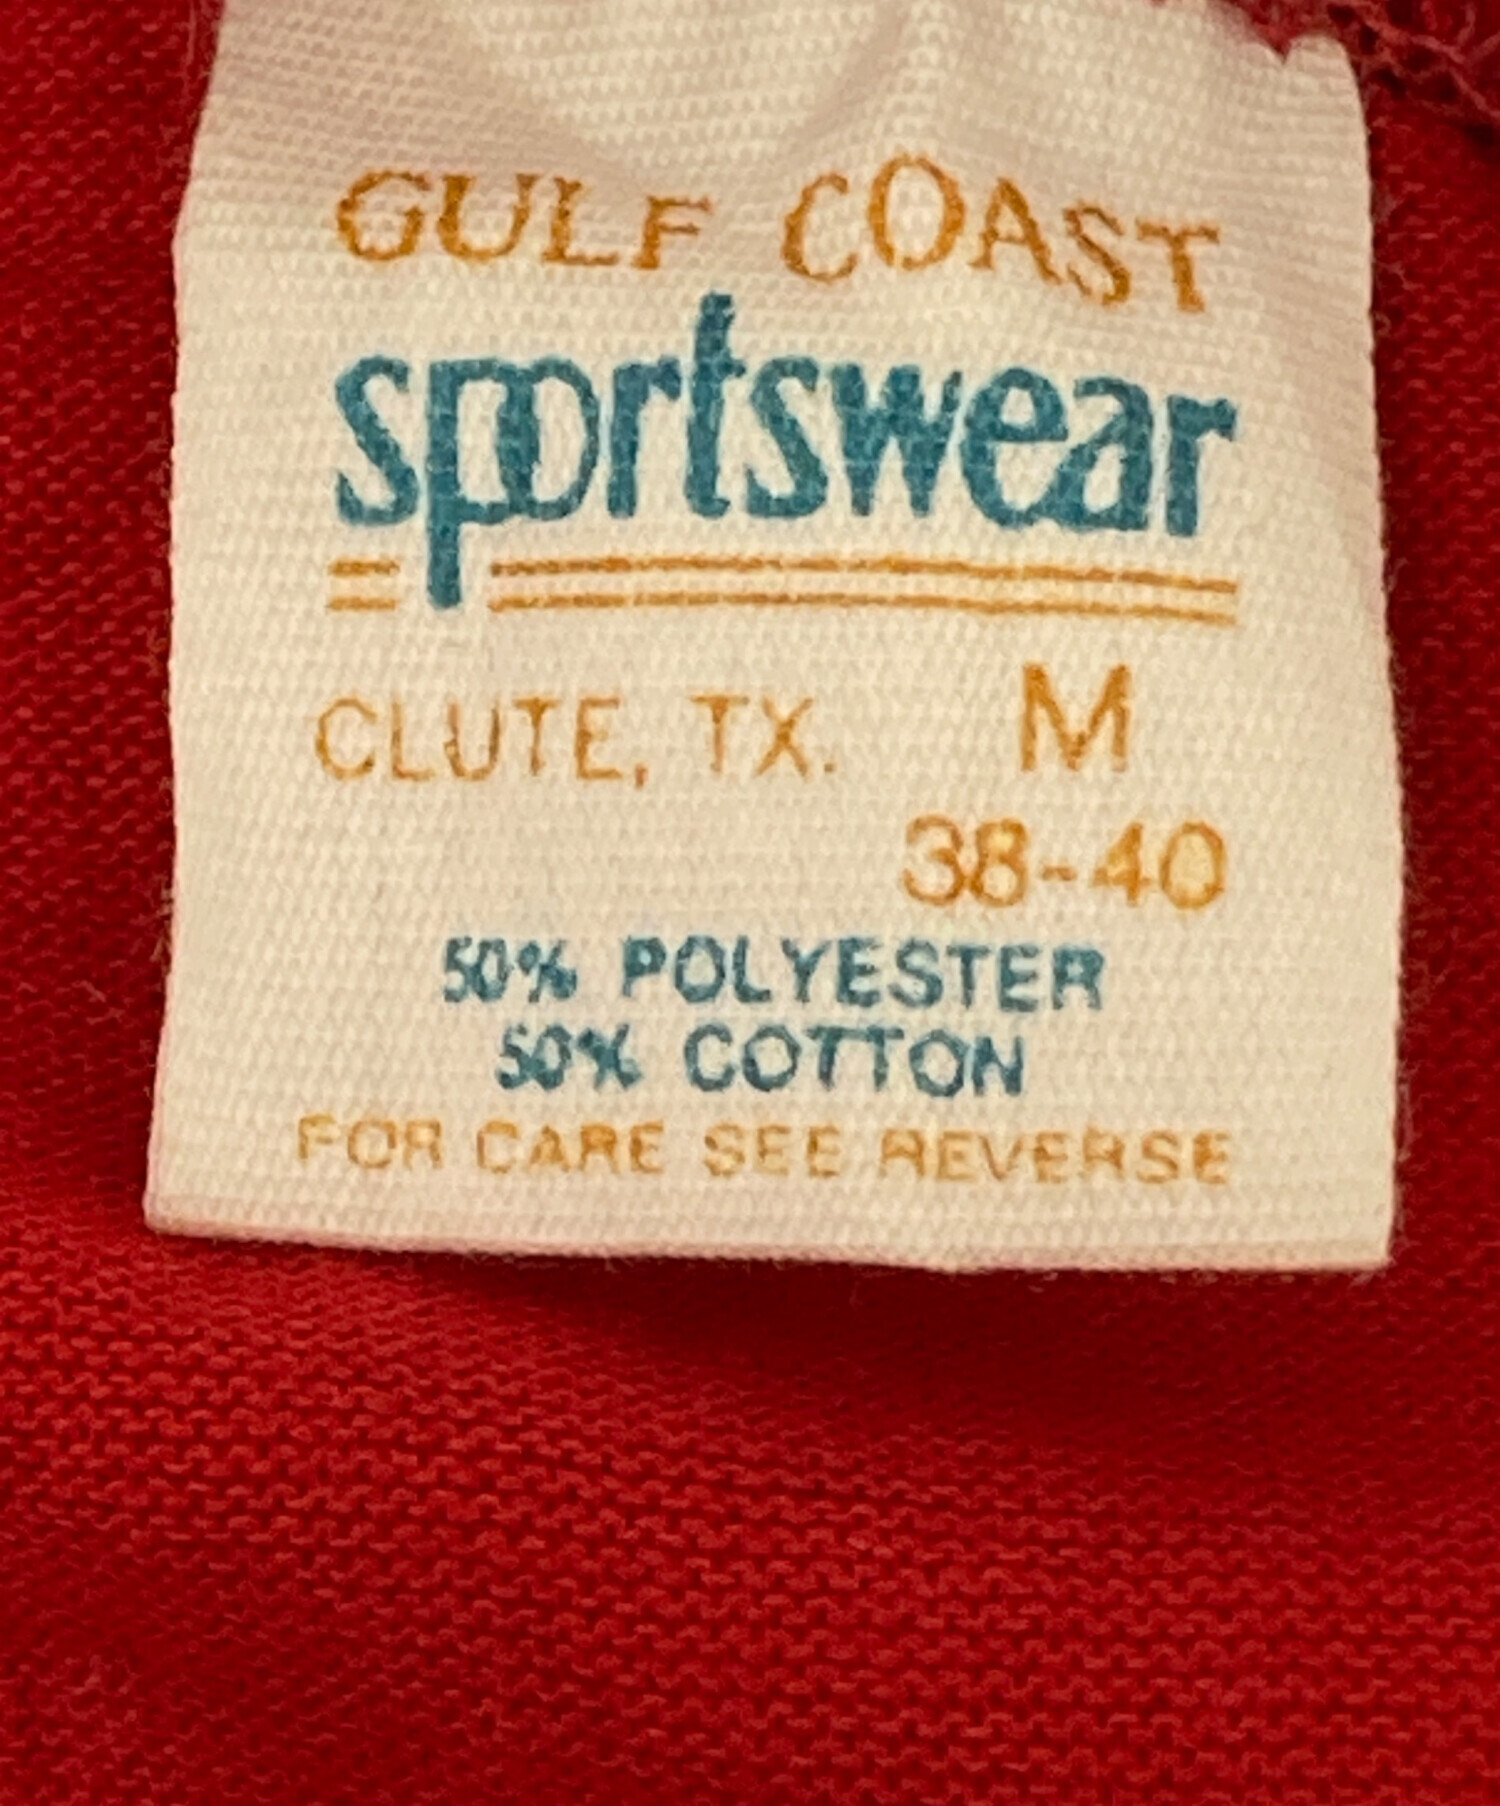 GULF COAST
sportswear
CLUTE, TX. M
38-40
50% POLYESTER
50% COTTON
FOR CARE SEE REVERSE